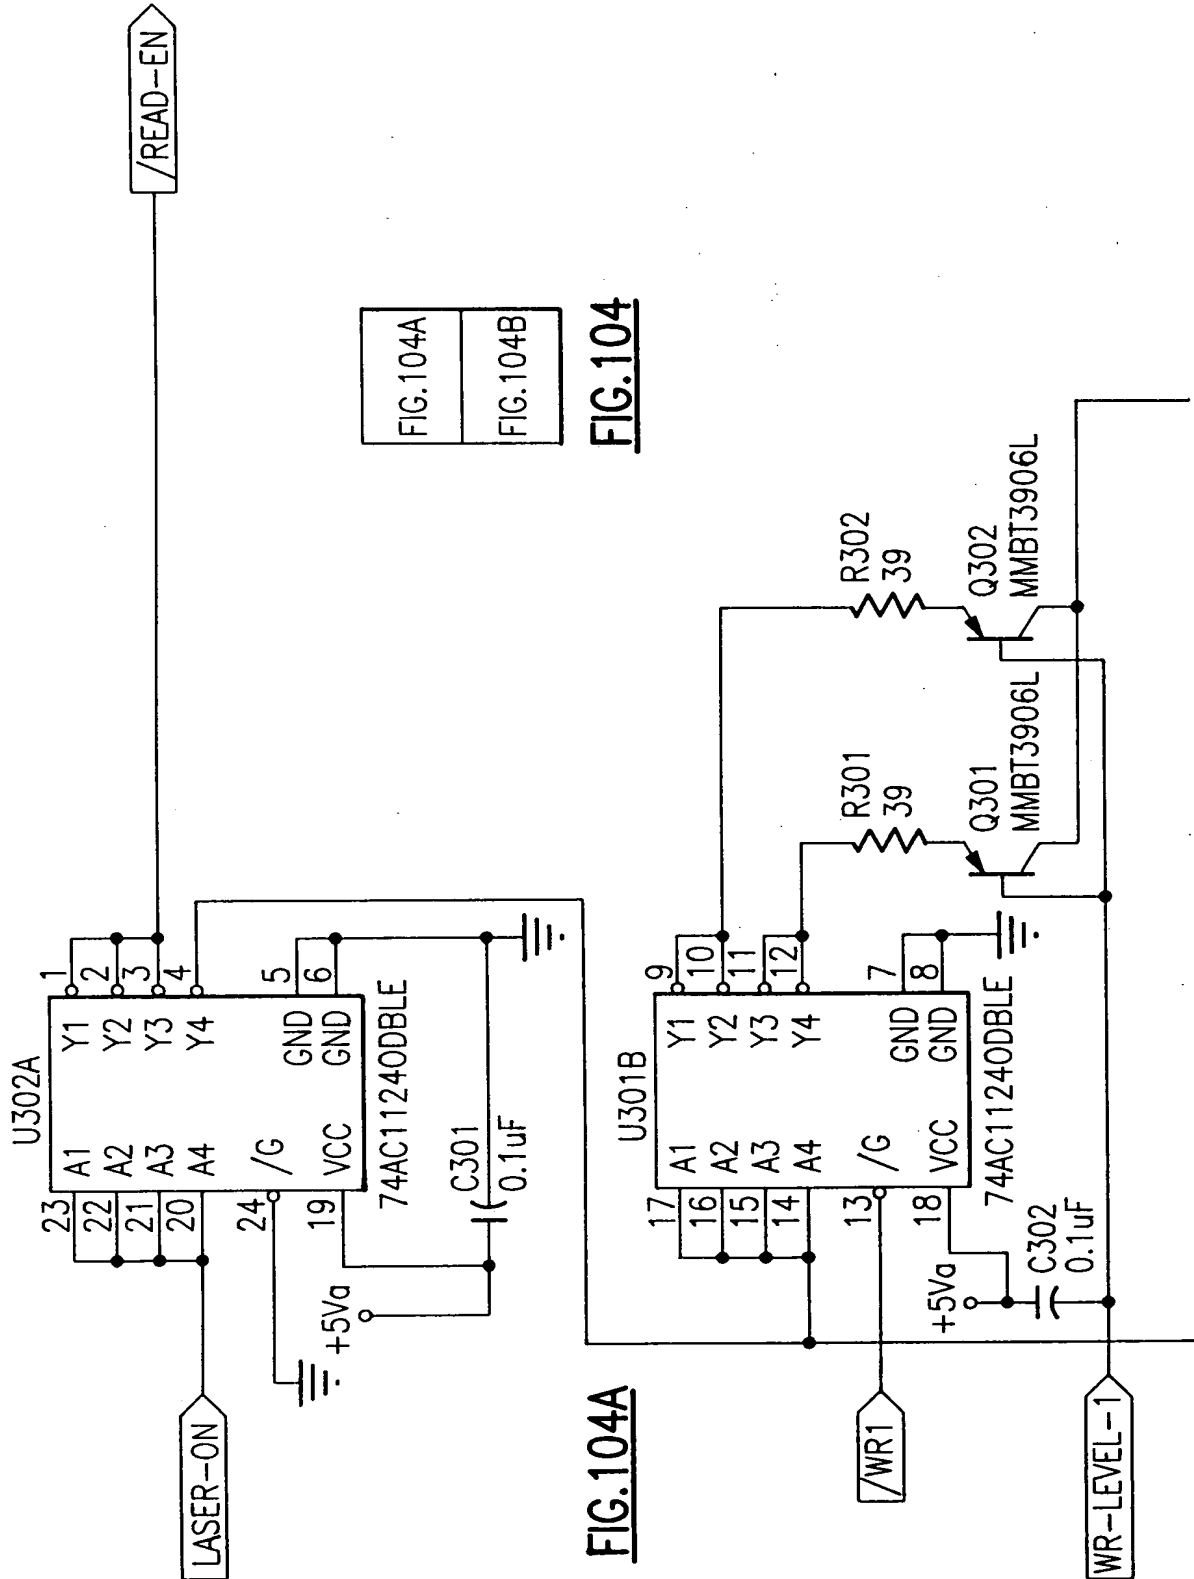 /READ-EN
FIG.104A
FIG.104B
FIG.104
U302A
23 A1 Y1 1
22 A2 Y2 2
21 A3 Y3 3
20 A4 Y4 4
24 /G GND 5
19 VCC GND 6
74AC11240DBLE
LASER-ON
+5Va
C301
0.1uF
FIG.104A
U301B
17 A1 Y1 9
16 A2 Y2 10
15 A3 Y3 11
14 A4 Y4 12
13 /G GND 7
18 VCC GND 8
74AC11240DBLE
/WR1
+5Va
C302
0.1uF
WR-LEVEL-1
R301
39
Q301
MMBT3906L
R302
39
Q302
MMBT3906L